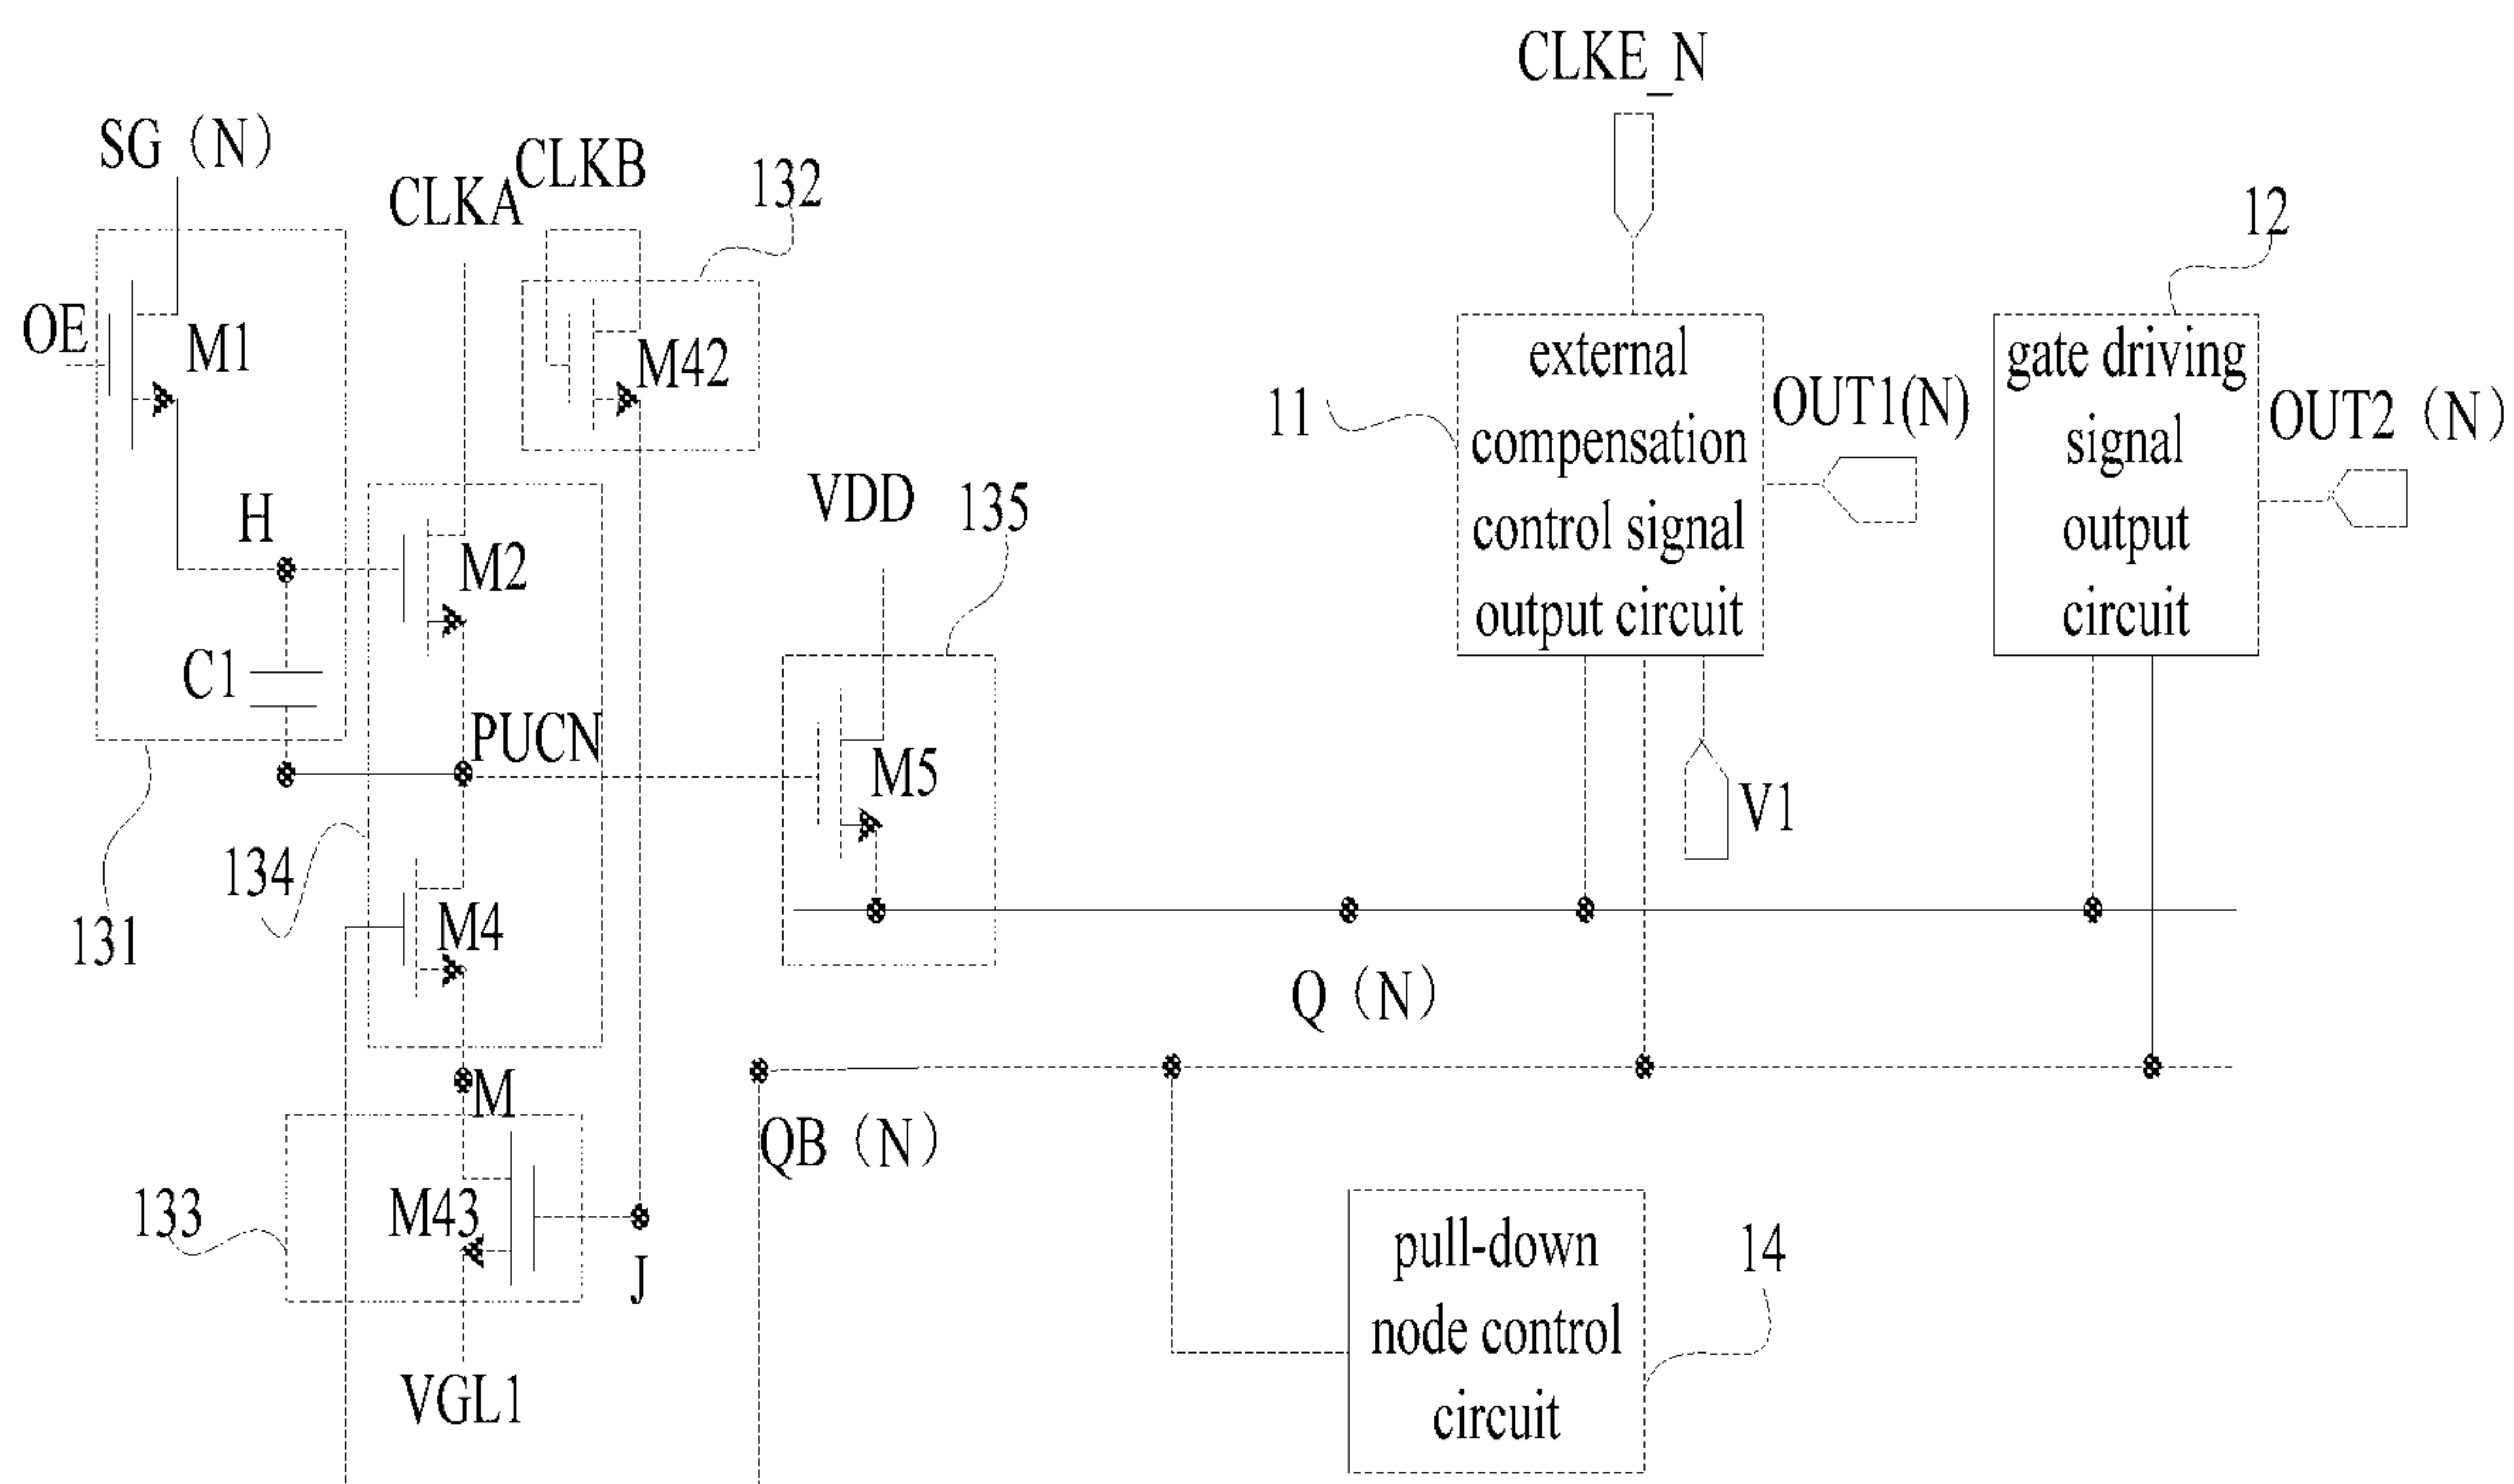 CLKE_N
SG (N)
CLKB
CLKA
132
12
OE
M1
M42
external
compensation
control signal
output circuit
gate driving
signal
output
circuit
11
OUT1(N)
OUT2 (N)
VDD
135
H
M2
C1
PUCN
M5
V1
134
M4
131
Q (N)
M
QB (N)
133
M43
J
pull-down
node control
circuit
14
VGL1